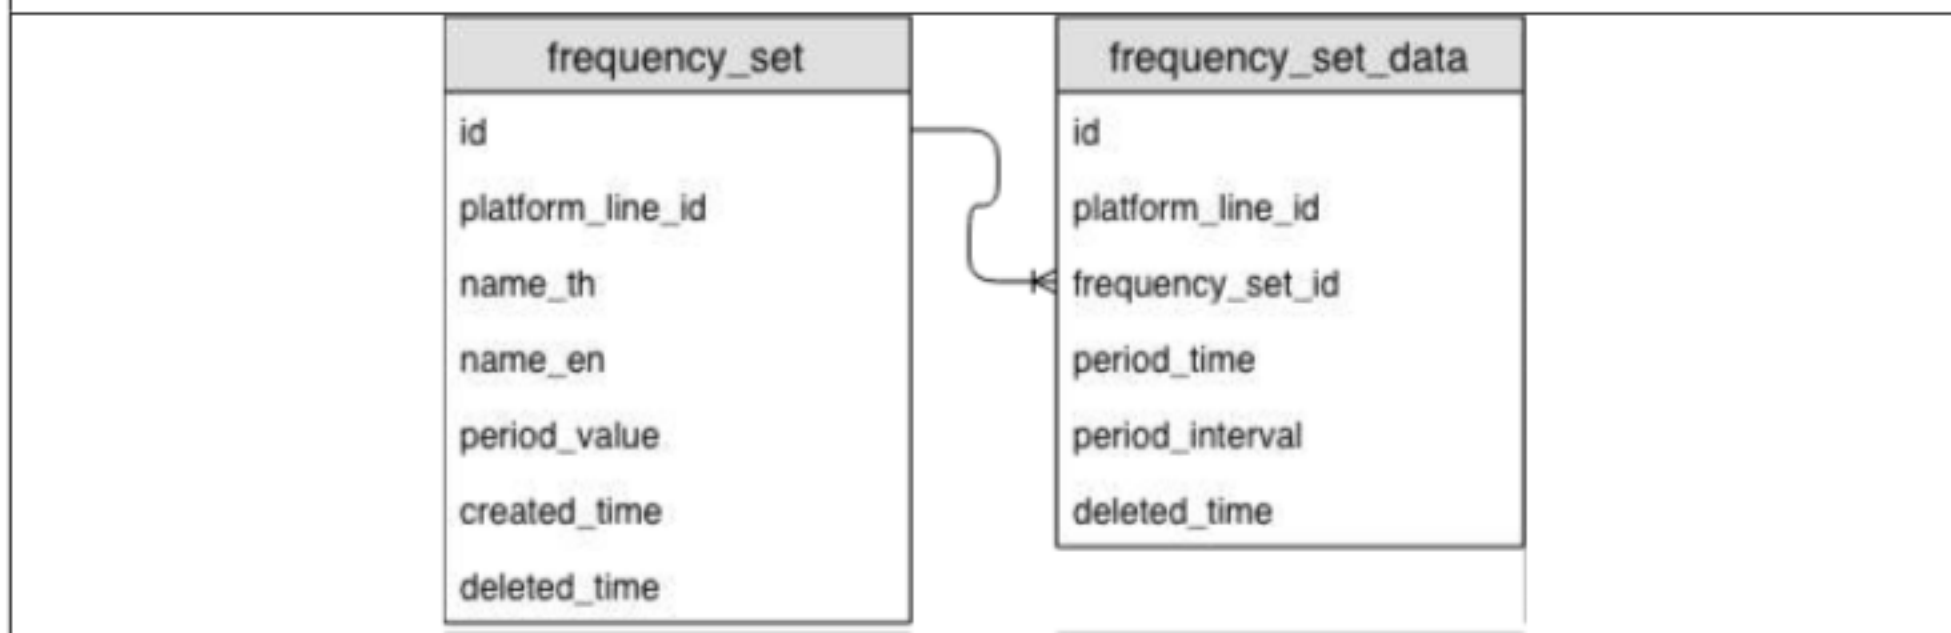 frequency_set
id
platform_line_id
name_th
name_en
period_value
created_time
deleted_time
frequency_set_data
id
platform_line_id
frequency_set_id
period_time
period_interval
deleted_time